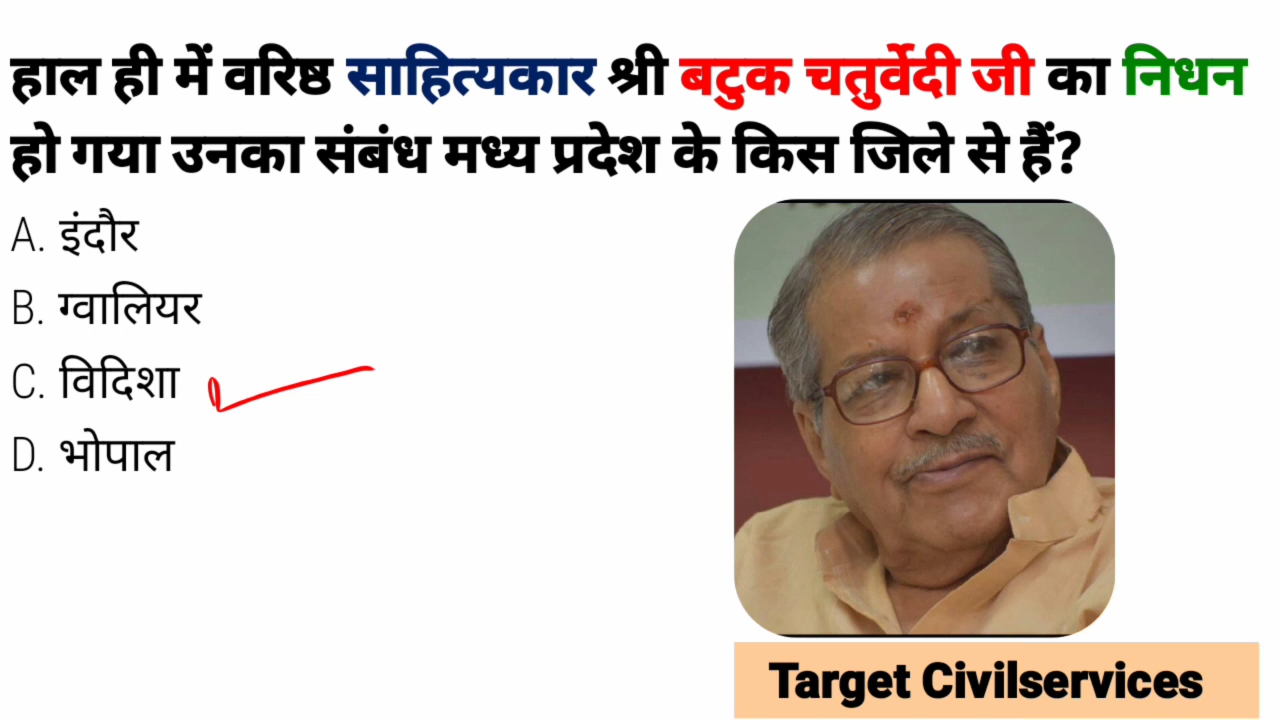 हाल ही में वरिष्ठ साहित्यकार श्री बटुक चतुर्वेदी जी का निधन
हो गया उनका संबंध मध्य प्रदेश के किस जिले से हैं?
A. इंदौर
B. ग्वालियर
C. विदिशा
D. भोपाल
Target Civilservices